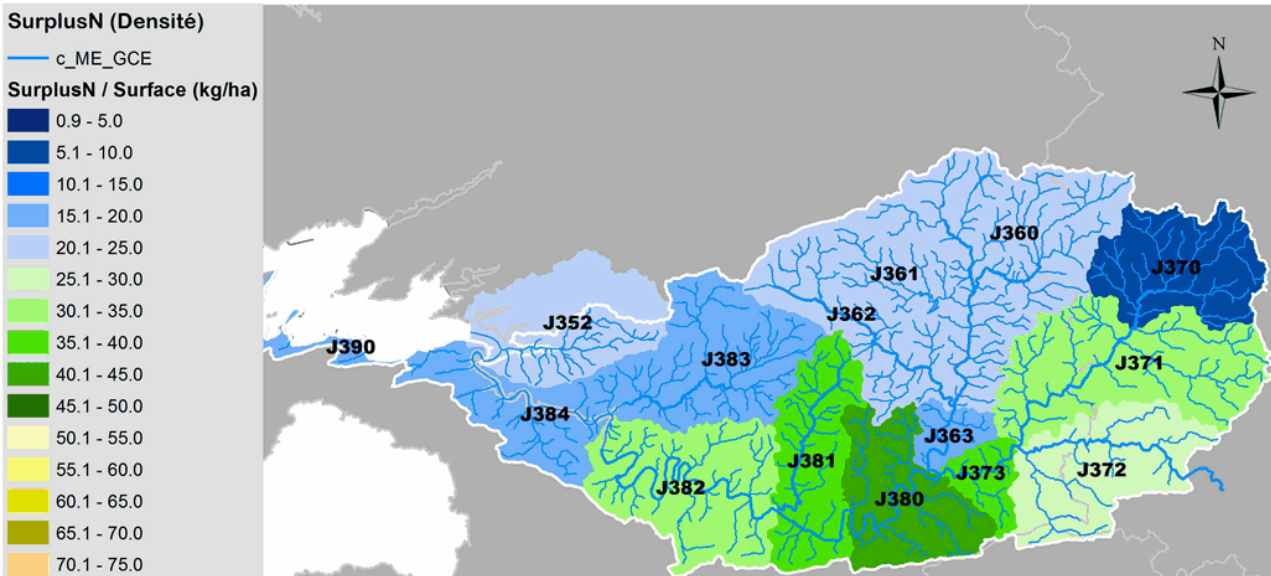 SurplusN (Densité)
c_ME_GCE
SurplusN / Surface (kg/ha)
0.9 - 5.0
5.1 - 10.0
10.1 - 15.0
15.1 - 20.0
20.1 - 25.0
25.1 - 30.0
30.1 - 35.0
35.1 - 40.0
40.1 - 45.0
45.1 - 50.0
50.1 - 55.0
55.1 - 60.0
60.1 - 65.0
65.1 - 70.0
70.1 - 75.0
N
J360
J370
J361
J362
J352
J390
J383
J371
J384
J363
J381
J373
J372
J382
J380